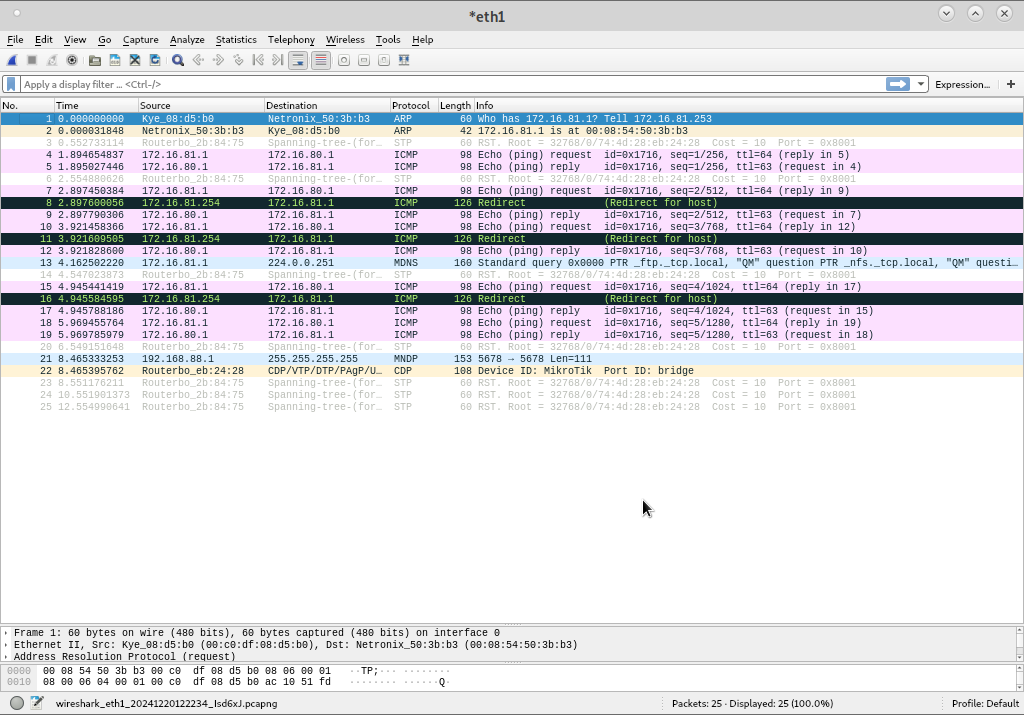 *eth1
File Edit View Go Capture Analyze Statistics Telephony Wireless Tools Help
Apply a display filter ... <Ctrl-/> Expression... +
No. Time Source Destination Protocol Length Info
1 0.000000000 Kye_08:d5:b0 Netronix_50:3b:b3 ARP 60 Who has 172.16.81.1? Tell 172.16.81.253
2 0.000031848 Netronix_50:3b:b3 Kye_08:d5:b0 ARP 42 172.16.81.1 is at 00:08:54:50:3b:b3
3 0.552733114 Routerbo_2b:84:75 Spanning-tree-(for… STP 60 RST. Root = 32768/0/74:4d:28:eb:24:28 Cost = 10 Port = 0x8001
4 1.894654837 172.16.81.1 172.16.80.1 ICMP 98 Echo (ping) request id=0x1716, seq=1/256, ttl=64 (reply in 5)
5 1.895027446 172.16.80.1 172.16.81.1 ICMP 98 Echo (ping) reply id=0x1716, seq=1/256, ttl=63 (request in 4)
6 2.554880626 Routerbo_2b:84:75 Spanning-tree-(for… STP 60 RST. Root = 32768/0/74:4d:28:eb:24:28 Cost = 10 Port = 0x8001
7 2.897450384 172.16.81.1 172.16.80.1 ICMP 98 Echo (ping) request id=0x1716, seq=2/512, ttl=64 (reply in 9)
8 2.897600056 172.16.81.254 172.16.81.1 ICMP 126 Redirect (Redirect for host)
9 2.897790306 172.16.80.1 172.16.81.1 ICMP 98 Echo (ping) reply id=0x1716, seq=2/512, ttl=63 (request in 7)
10 3.921458366 172.16.81.1 172.16.80.1 ICMP 98 Echo (ping) request id=0x1716, seq=3/768, ttl=64 (reply in 12)
11 3.921609505 172.16.81.254 172.16.81.1 ICMP 126 Redirect (Redirect for host)
12 3.921828600 172.16.80.1 172.16.81.1 ICMP 98 Echo (ping) reply id=0x1716, seq=3/768, ttl=63 (request in 10)
13 4.162502220 172.16.81.1 224.0.0.251 MDNS 160 Standard query 0x0000 PTR _ftp._tcp.local, "QM" question PTR _nfs._tcp.local, "QM" questi…
14 4.547023873 Routerbo_2b:84:75 Spanning-tree-(for… STP 60 RST. Root = 32768/0/74:4d:28:eb:24:28 Cost = 10 Port = 0x8001
15 4.945441419 172.16.81.1 172.16.80.1 ICMP 98 Echo (ping) request id=0x1716, seq=4/1024, ttl=64 (reply in 17)
16 4.945584595 172.16.81.254 172.16.81.1 ICMP 126 Redirect (Redirect for host)
17 4.945788186 172.16.80.1 172.16.81.1 ICMP 98 Echo (ping) reply id=0x1716, seq=4/1024, ttl=63 (request in 15)
18 5.969455764 172.16.81.1 172.16.80.1 ICMP 98 Echo (ping) request id=0x1716, seq=5/1280, ttl=64 (reply in 19)
19 5.969785979 172.16.80.1 172.16.81.1 ICMP 98 Echo (ping) reply id=0x1716, seq=5/1280, ttl=63 (request in 18)
20 6.549151648 Routerbo_2b:84:75 Spanning-tree-(for… STP 60 RST. Root = 32768/0/74:4d:28:eb:24:28 Cost = 10 Port = 0x8001
21 8.465333253 192.168.88.1 255.255.255.255 MNDP 153 5678 → 5678 Len=111
22 8.465395762 Routerbo_eb:24:28 CDP/VTP/DTP/PAgP/U… CDP 108 Device ID: MikroTik Port ID: bridge
23 8.551176211 Routerbo_2b:84:75 Spanning-tree-(for… STP 60 RST. Root = 32768/0/74:4d:28:eb:24:28 Cost = 10 Port = 0x8001
24 10.551901373 Routerbo_2b:84:75 Spanning-tree-(for… STP 60 RST. Root = 32768/0/74:4d:28:eb:24:28 Cost = 10 Port = 0x8001
25 12.554990641 Routerbo_2b:84:75 Spanning-tree-(for… STP 60 RST. Root = 32768/0/74:4d:28:eb:24:28 Cost = 10 Port = 0x8001
Frame 1: 60 bytes on wire (480 bits), 60 bytes captured (480 bits) on interface 0
Ethernet II, Src: Kye_08:d5:b0 (00:c0:df:08:d5:b0), Dst: Netronix_50:3b:b3 (00:08:54:50:3b:b3)
Address Resolution Protocol (request)
0000 00 08 54 50 3b b3 00 c0 df 08 d5 b0 08 06 00 01 ··TP;··· ········
0010 08 00 06 04 00 01 00 c0 df 08 d5 b0 ac 10 51 fd ········ ······Q·
wireshark_eth1_20241220122234_Isd6xJ.pcapng Packets: 25 · Displayed: 25 (100.0%) Profile: Default